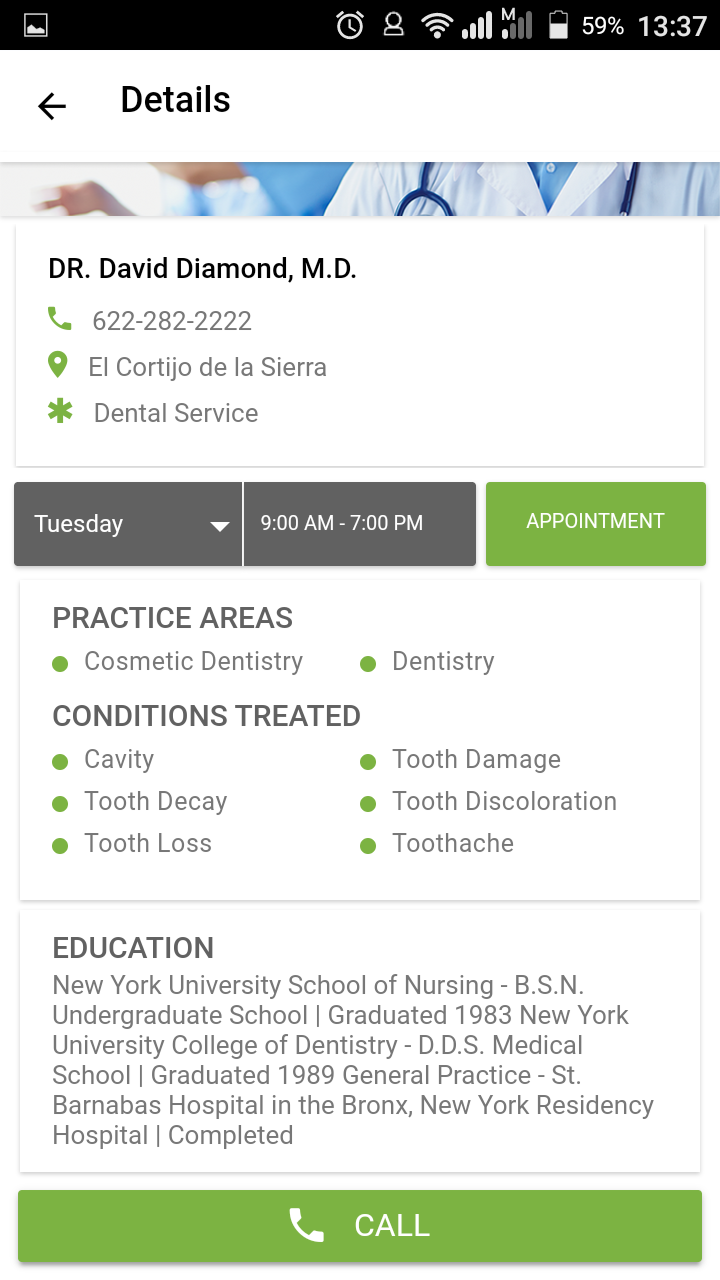 M 59% 13:37
Details
DR. David Diamond, M.D.
622-282-2222
El Cortijo de la Sierra
Dental Service
Tuesday 9:00 AM - 7:00 PM APPOINTMENT
PRACTICE AREAS
Cosmetic Dentistry Dentistry
CONDITIONS TREATED
Cavity Tooth Damage
Tooth Decay Tooth Discoloration
Tooth Loss Toothache
EDUCATION
New York University School of Nursing - B.S.N.
Undergraduate School | Graduated 1983 New York
University College of Dentistry - D.D.S. Medical
School | Graduated 1989 General Practice - St.
Barnabas Hospital in the Bronx, New York Residency
Hospital | Completed
CALL